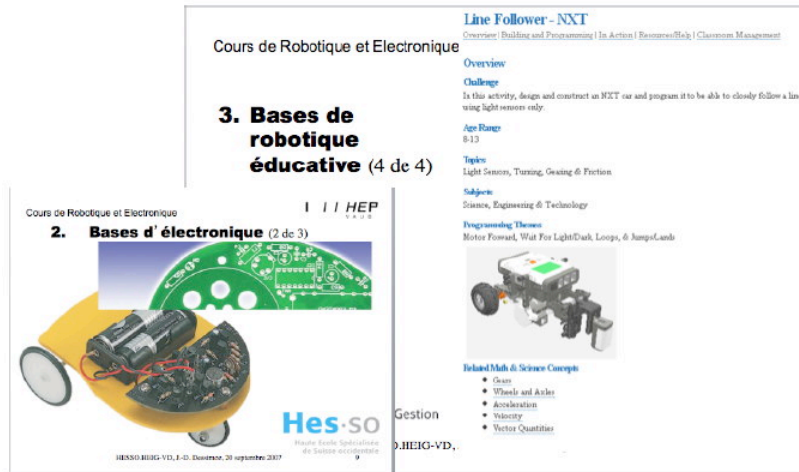 Cours de Robotique et Electronique
3. Bases de
robotique
éducative (4 de 4)
Line Follower - NXT
Overview | Building and Programming | In Action | Resources/Help | Classroom Management
Overview
Challenge
In this activity, design and construct an NXT car and program it to be able to closely follow a line
wing light sensors only.
Age Range
8-13
Topics
Light Sensors, Turning, Gearing & Friction
Subjects
Science, Engineering & Technology
Programming Themes
Motor Forward, Wait For Light/Dark, Loops, & Jumps/Lands
Related Math & Science Concepts
Gears
Wheels and Axles
Acceleration
Velocity
Vector Quantities
Cours de Robotique et Electronique
HEP
VAUD
2. Bases d'électronique (2 de 3)
Hes·so
Haute Ecole Spécialisée
de Suisse occidentale
HESSO.HEIG-VD, J.-D. Dessimoz, 20 septembre 2007
9
Gestion
.HEIG-VD,